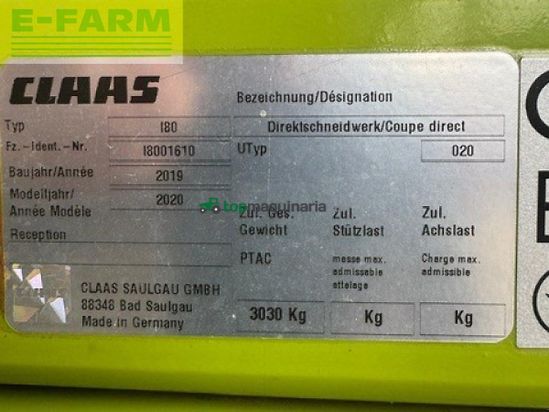 E-FARM
CLAAS
Bezeichnung/Désignation
Typ I80 Direktschneidwerk/Coupe direct
Fz.-Ident.-Nr. I8001610 UTyp 020
Baujahr/Année 2019
Modelljahr/ 2020
Année Modèle
topmaquinaria
Reception
Zul. Ges. Zul. Zul.
Gewicht Stützlast Achslast
PTAC masse max. Charge max.
admissible admissible
attelage
CLAAS SAULGAU GMBH
88348 Bad Saulgau
Made in Germany
3030 Kg Kg Kg